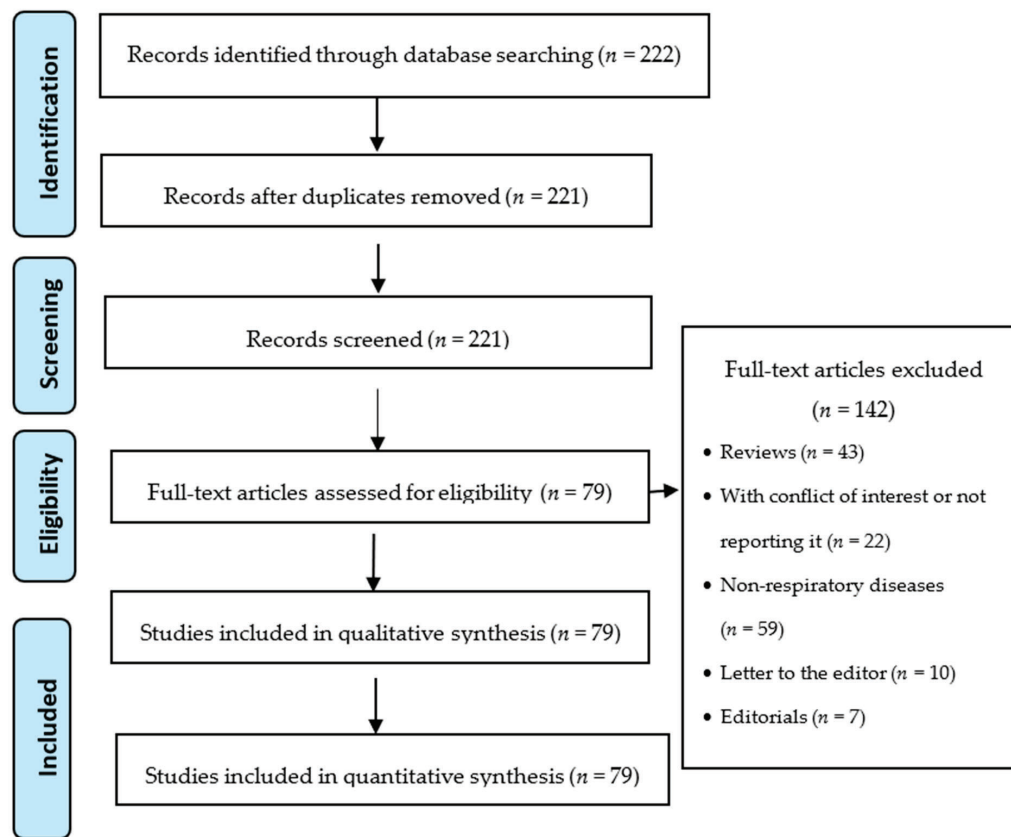 Identification
Records identified through database searching (n = 222)
Records after duplicates removed (n = 221)
Screening
Records screened (n = 221)
Eligibility
Full-text articles assessed for eligibility (n = 79)
Full-text articles excluded
(n = 142)
• Reviews (n = 43)
• With conflict of interest or not
reporting it (n = 22)
• Non-respiratory diseases
(n = 59)
• Letter to the editor (n = 10)
• Editorials (n = 7)
Included
Studies included in qualitative synthesis (n = 79)
Studies included in quantitative synthesis (n = 79)